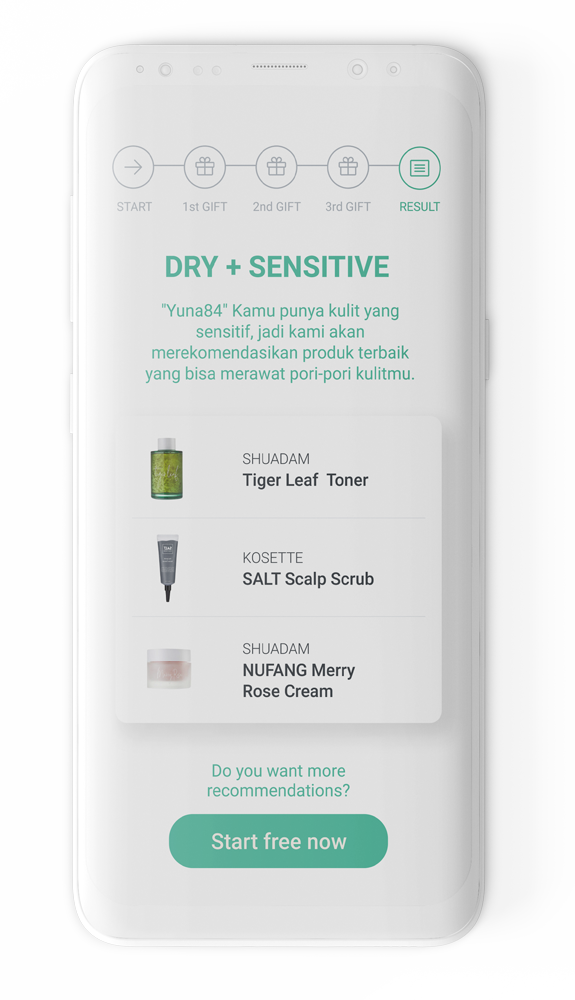 START
1st GIFT
2nd GIFT
3rd GIFT
RESULT
DRY + SENSITIVE
"Yuna84" Kamu punya kulit yang
sensitif, jadi kami akan
merekomendasikan produk terbaik
yang bisa merawat pori-pori kulitmu.
SHUADAM
Tiger Leaf Toner
KOSETTE
SALT Scalp Scrub
SHUADAM
NUFANG Merry
Rose Cream
Do you want more
recommendations?
Start free now